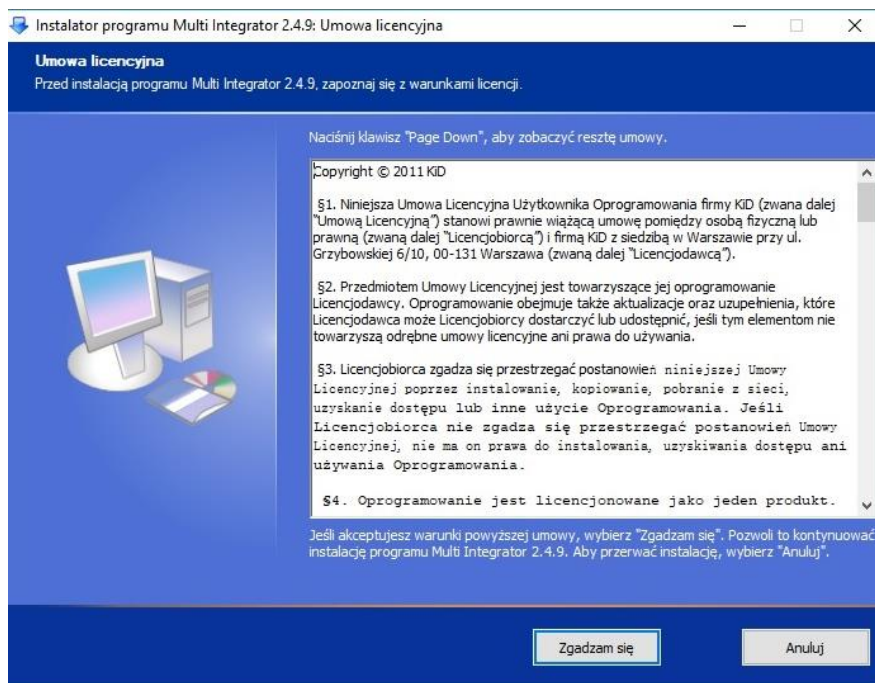 Instalator programu Multi Integrator 2.4.9: Umowa licencyjna
Umowa licencyjna
Przed instalacją programu Multi Integrator 2.4.9, zapoznaj się z warunkami licencji.
Naciśnij klawisz "Page Down", aby zobaczyć resztę umowy.
Copyright © 2011 KiD
§1. Niniejsza Umowa Licencyjna Użytkownika Oprogramowania firmy KiD (zwana dalej
"Umową Licencyjną") stanowi prawnie wiążącą umowę pomiędzy osobą fizyczną lub
prawną (zwaną dalej "Licencjobiorcą") i firmą KiD z siedzibą w Warszawie przy ul.
Grzybowskiej 6/10, 00-131 Warszawa (zwaną dalej "Licencjodawcą").
§2. Przedmiotem Umowy Licencyjnej jest towarzyszące jej oprogramowanie
Licencjodawcy. Oprogramowanie obejmuje także aktualizacje oraz uzupełnienia, które
Licencjodawca może Licencjobiorcy dostarczyć lub udostępnić, jeśli tym elementom nie
towarzyszą odrębne umowy licencyjne ani prawa do używania.
§3. Licencjobiorca zgadza się przestrzegać postanowień niniejszej Umowy
Licencyjnej poprzez instalowanie, kopiowanie, pobranie z sieci,
uzyskanie dostępu lub inne użycie Oprogramowania. Jeśli
Licencjobiorca nie zgadza się przestrzegać postanowień Umowy
Licencyjnej, nie ma on prawa do instalowania, uzyskiwania dostępu ani
używania Oprogramowania.
§4. Oprogramowanie jest licencjonowane jako jeden produkt.
Jeśli akceptujesz warunki powyższej umowy, wybierz "Zgadzam się". Pozwoli to kontynuować
instalację programu Multi Integrator 2.4.9. Aby przerwać instalację, wybierz "Anuluj".
Zgadzam się
Anuluj